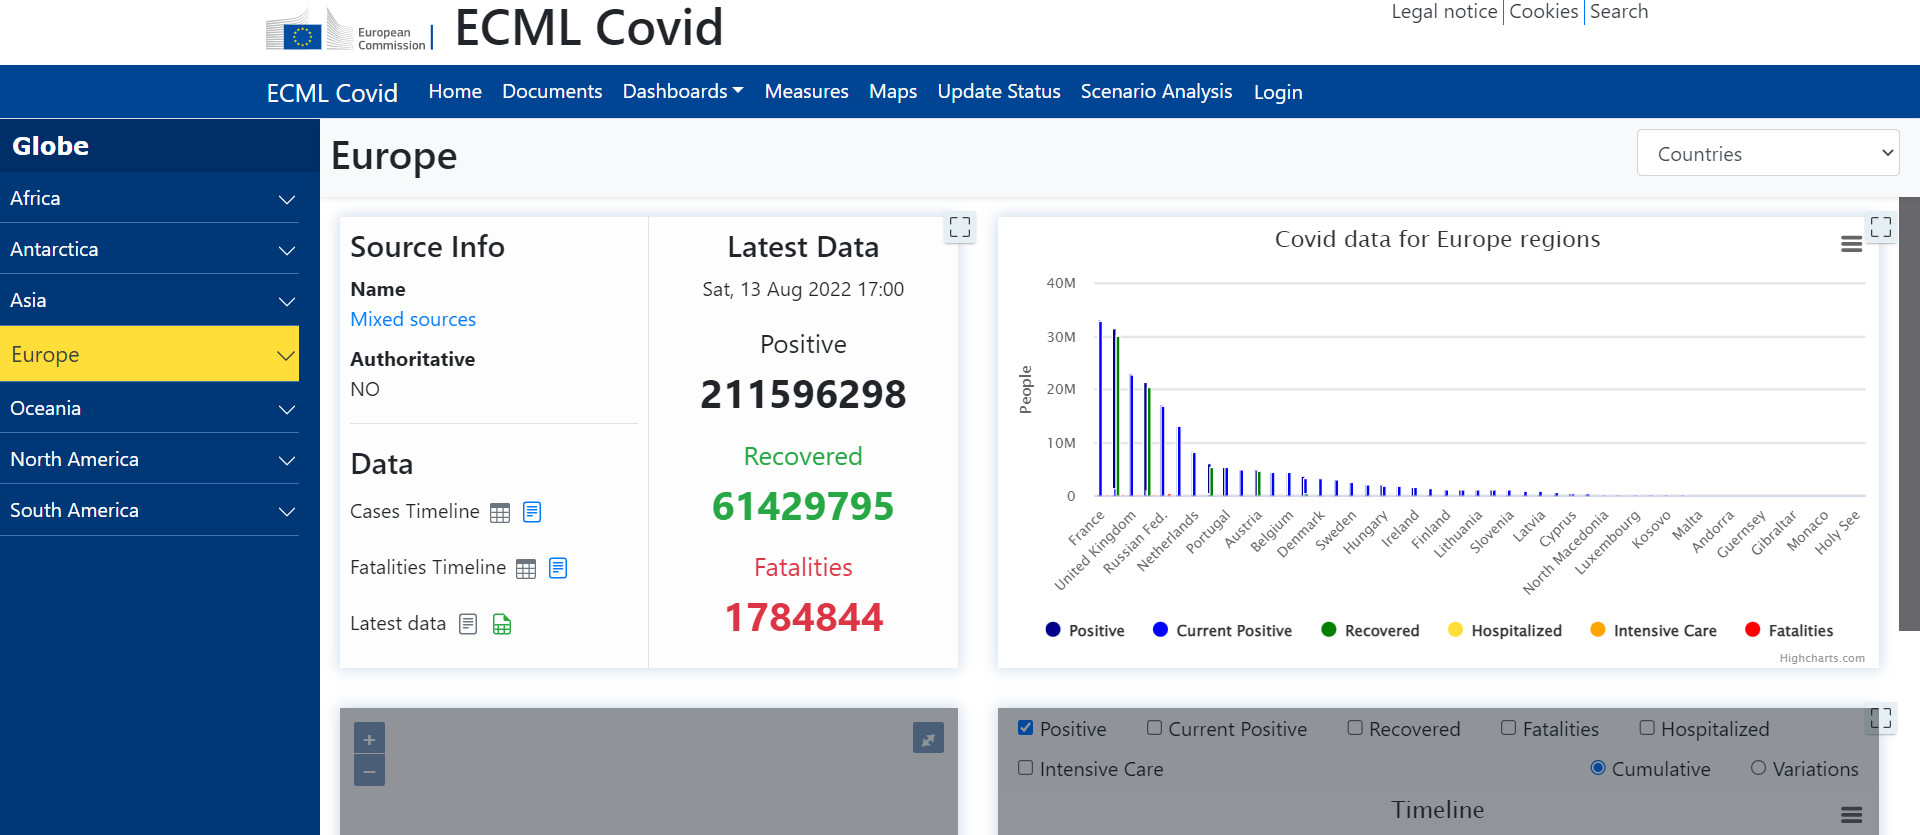 European
Commission
ECML Covid
Legal notice
Cookies
Search
ECML Covid
Home
Documents
Dashboards
Measures
Maps
Update Status
Scenario Analysis
Login
Globe
Africa
Antarctica
Asia
Europe
Oceania
North America
South America
Europe
Countries
Source Info
Name
Mixed sources
Authoritative
NO
Data
Cases Timeline
Fatalities Timeline
Latest data
Latest Data
Sat, 13 Aug 2022 17:00
Positive
211596298
Recovered
61429795
Fatalities
1784844
Covid data for Europe regions
People
40M
30M
20M
10M
0
France
United Kingdom
Russian Fed.
Netherlands
Portugal
Austria
Belgium
Denmark
Sweden
Hungary
Ireland
Finland
Lithuania
Slovenia
Latvia
Cyprus
North Macedonia
Luxembourg
Kosovo
Malta
Andorra
Guernsey
Gibraltar
Monaco
Holy See
Positive
Current Positive
Recovered
Hospitalized
Intensive Care
Fatalities
Highcharts.com
+
−
Positive
Current Positive
Recovered
Fatalities
Hospitalized
Intensive Care
Cumulative
Variations
Timeline